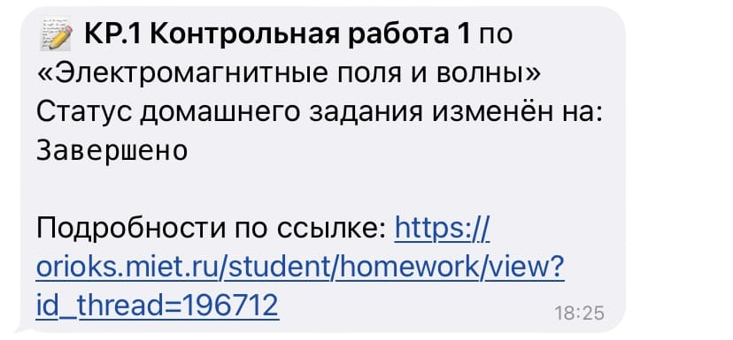 📝 КР.1 Контрольная работа 1 по
«Электромагнитные поля и волны»
Статус домашнего задания изменён на:
Завершено
Подробности по ссылке: https://
orioks.miet.ru/student/homework/view?
id_thread=196712
18:25